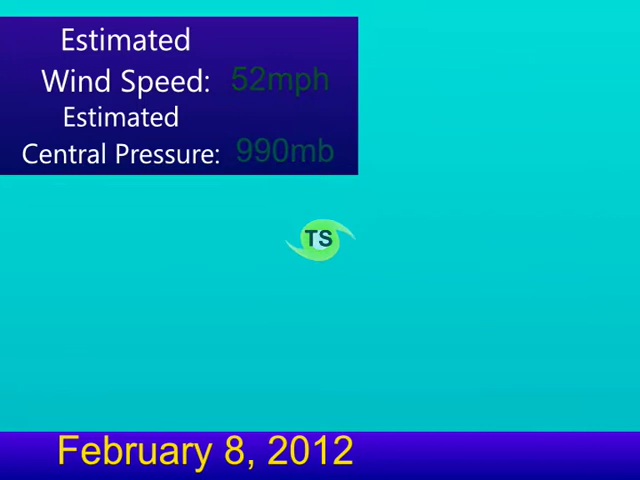 Estimated
Wind Speed: 52mph
Estimated
Central Pressure: 990mb
TS
February 8, 2012